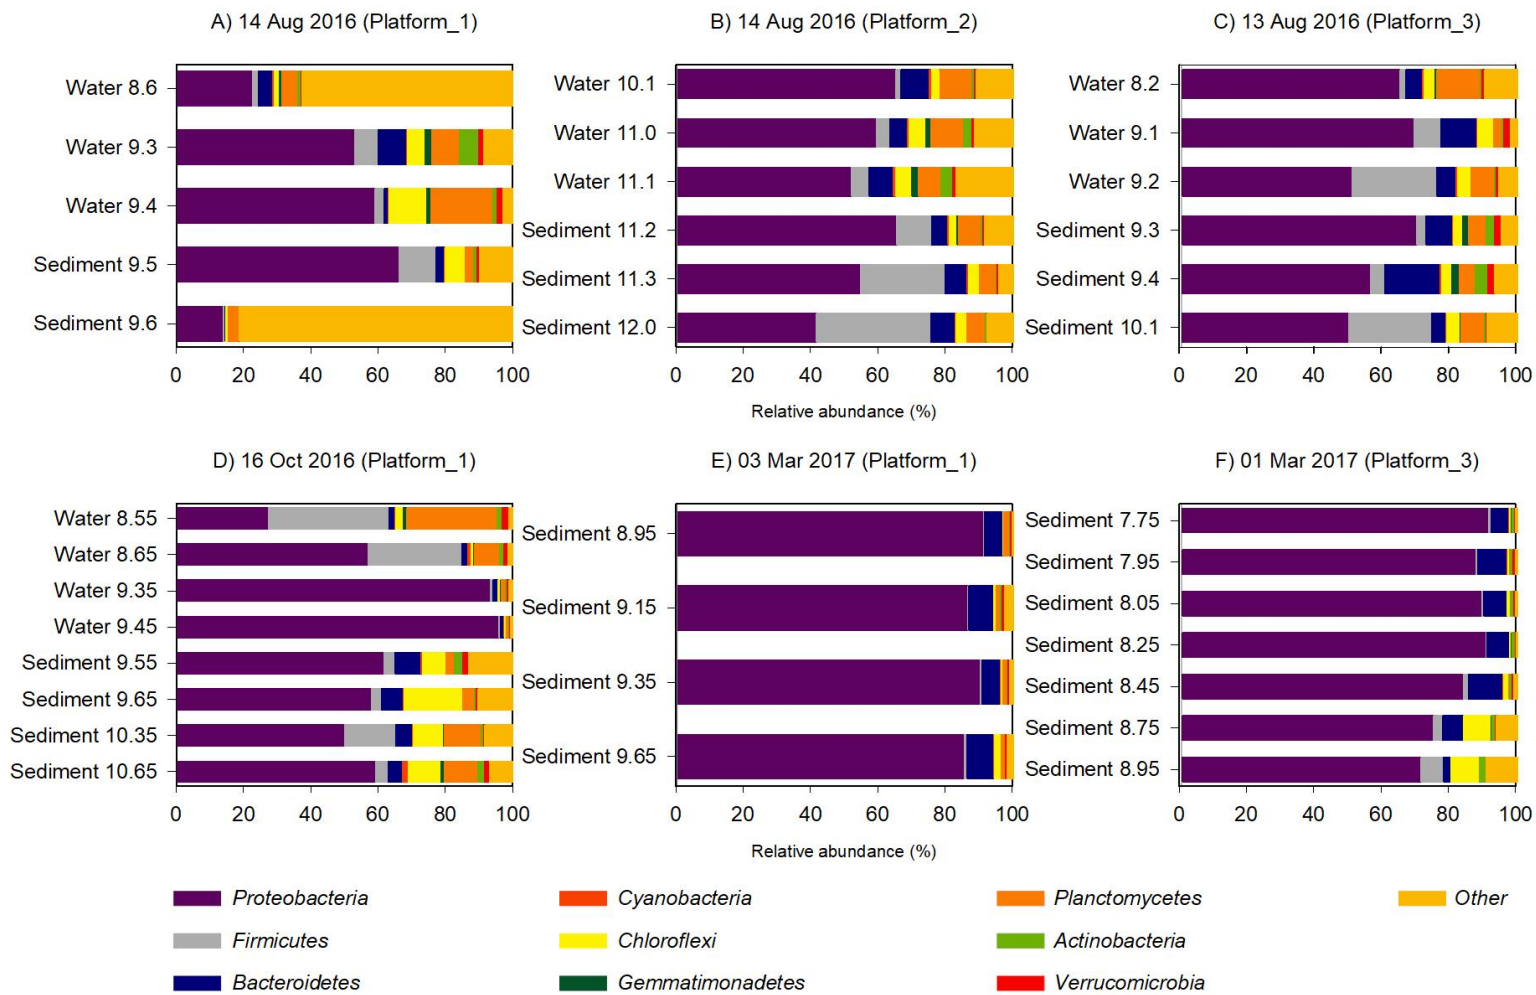 A) 14 Aug 2016 (Platform_1)
Water 8.6
Water 9.3
Water 9.4
Sediment 9.5
Sediment 9.6
0 20 40 60 80 100
B) 14 Aug 2016 (Platform_2)
Water 10.1
Water 11.0
Water 11.1
Sediment 11.2
Sediment 11.3
Sediment 12.0
0 20 40 60 80 100
Relative abundance (%)
C) 13 Aug 2016 (Platform_3)
Water 8.2
Water 9.1
Water 9.2
Sediment 9.3
Sediment 9.4
Sediment 10.1
0 20 40 60 80 100
D) 16 Oct 2016 (Platform_1)
Water 8.55
Water 8.65
Water 9.35
Water 9.45
Sediment 9.55
Sediment 9.65
Sediment 10.35
Sediment 10.65
0 20 40 60 80 100
E) 03 Mar 2017 (Platform_1)
Sediment 8.95
Sediment 9.15
Sediment 9.35
Sediment 9.65
0 20 40 60 80 100
Relative abundance (%)
F) 01 Mar 2017 (Platform_3)
Sediment 7.75
Sediment 7.95
Sediment 8.05
Sediment 8.25
Sediment 8.45
Sediment 8.75
Sediment 8.95
0 20 40 60 80 100
Proteobacteria Cyanobacteria Planctomycetes Other
Firmicutes Chloroflexi Actinobacteria
Bacteroidetes Gemmatimonadetes Verrucomicrobia